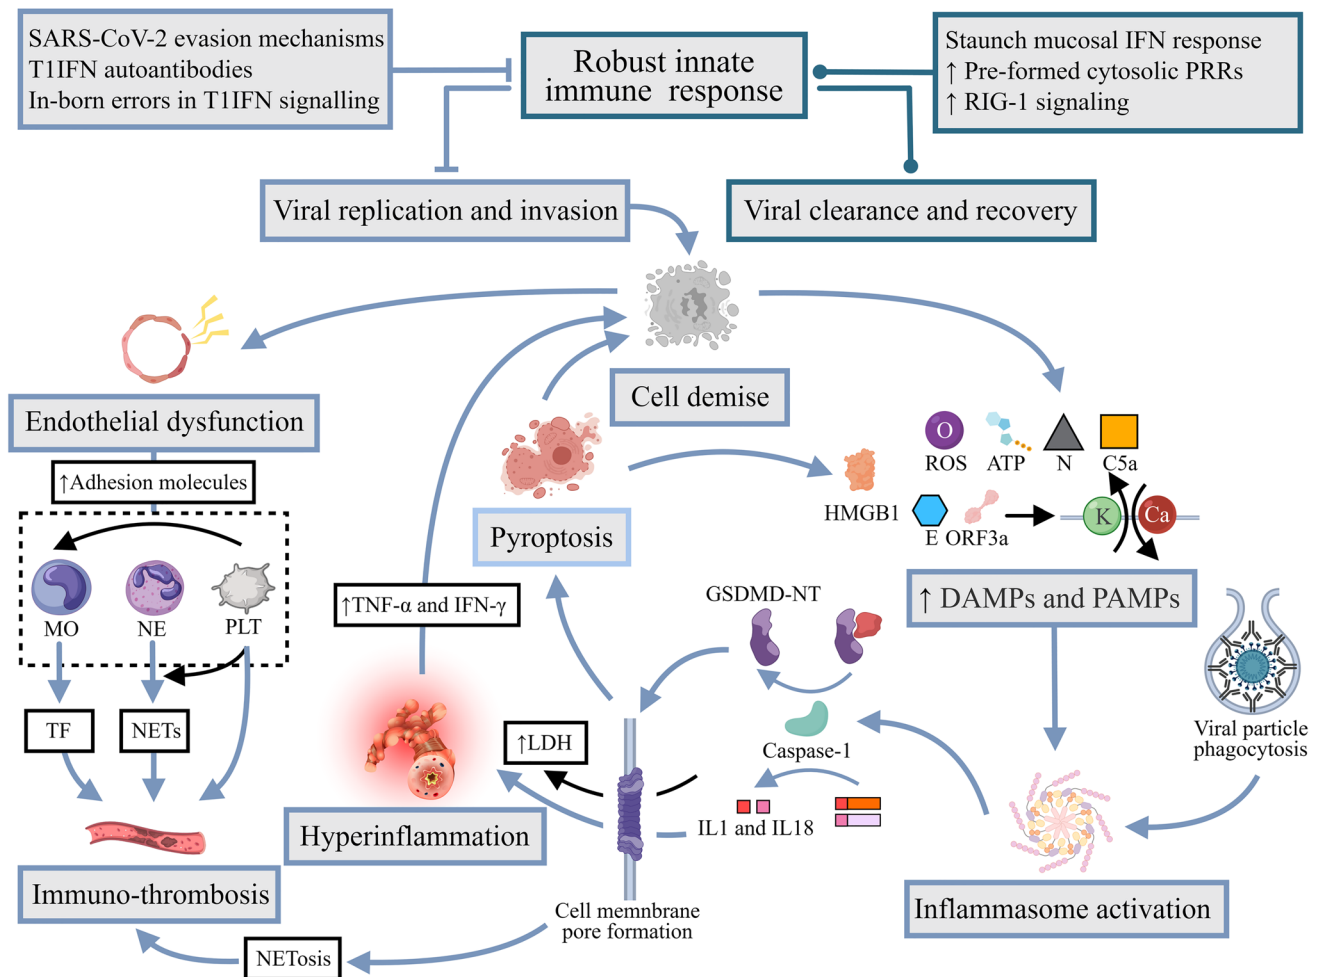 SARS-CoV-2 evasion mechanisms
T1IFN autoantibodies
In-born errors in T1IFN signalling
Robust innate
immune response
Staunch mucosal IFN response
↑ Pre-formed cytosolic PRRs
↑ RIG-1 signaling
Viral replication and invasion
Viral clearance and recovery
Cell demise
Endothelial dysfunction
↑Adhesion molecules
MO
NE
PLT
TF
NETs
Immuno-thrombosis
NETosis
↑TNF-α and IFN-γ
Hyperinflammation
Pyroptosis
↑LDH
Cell memnbrane
pore formation
GSDMD-NT
Caspase-1
IL1 and IL18
O
ROS
ATP
N
C5a
HMGB1
E
ORF3a
K
Ca
↑ DAMPs and PAMPs
Viral particle
phagocytosis
Inflammasome activation